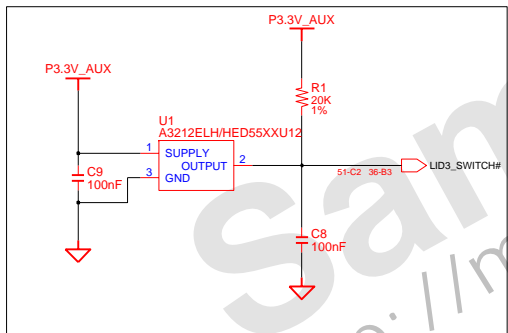 P3.3V_AUX
P3.3V_AUX
R1
20K
1%
U1
A3212ELH/HED55XXU12
1 SUPPLY
OUTPUT 2
3 GND
C9
100nF
51-C2 36-B3 LID3_SWITCH#
C8
100nF
Sam
://m